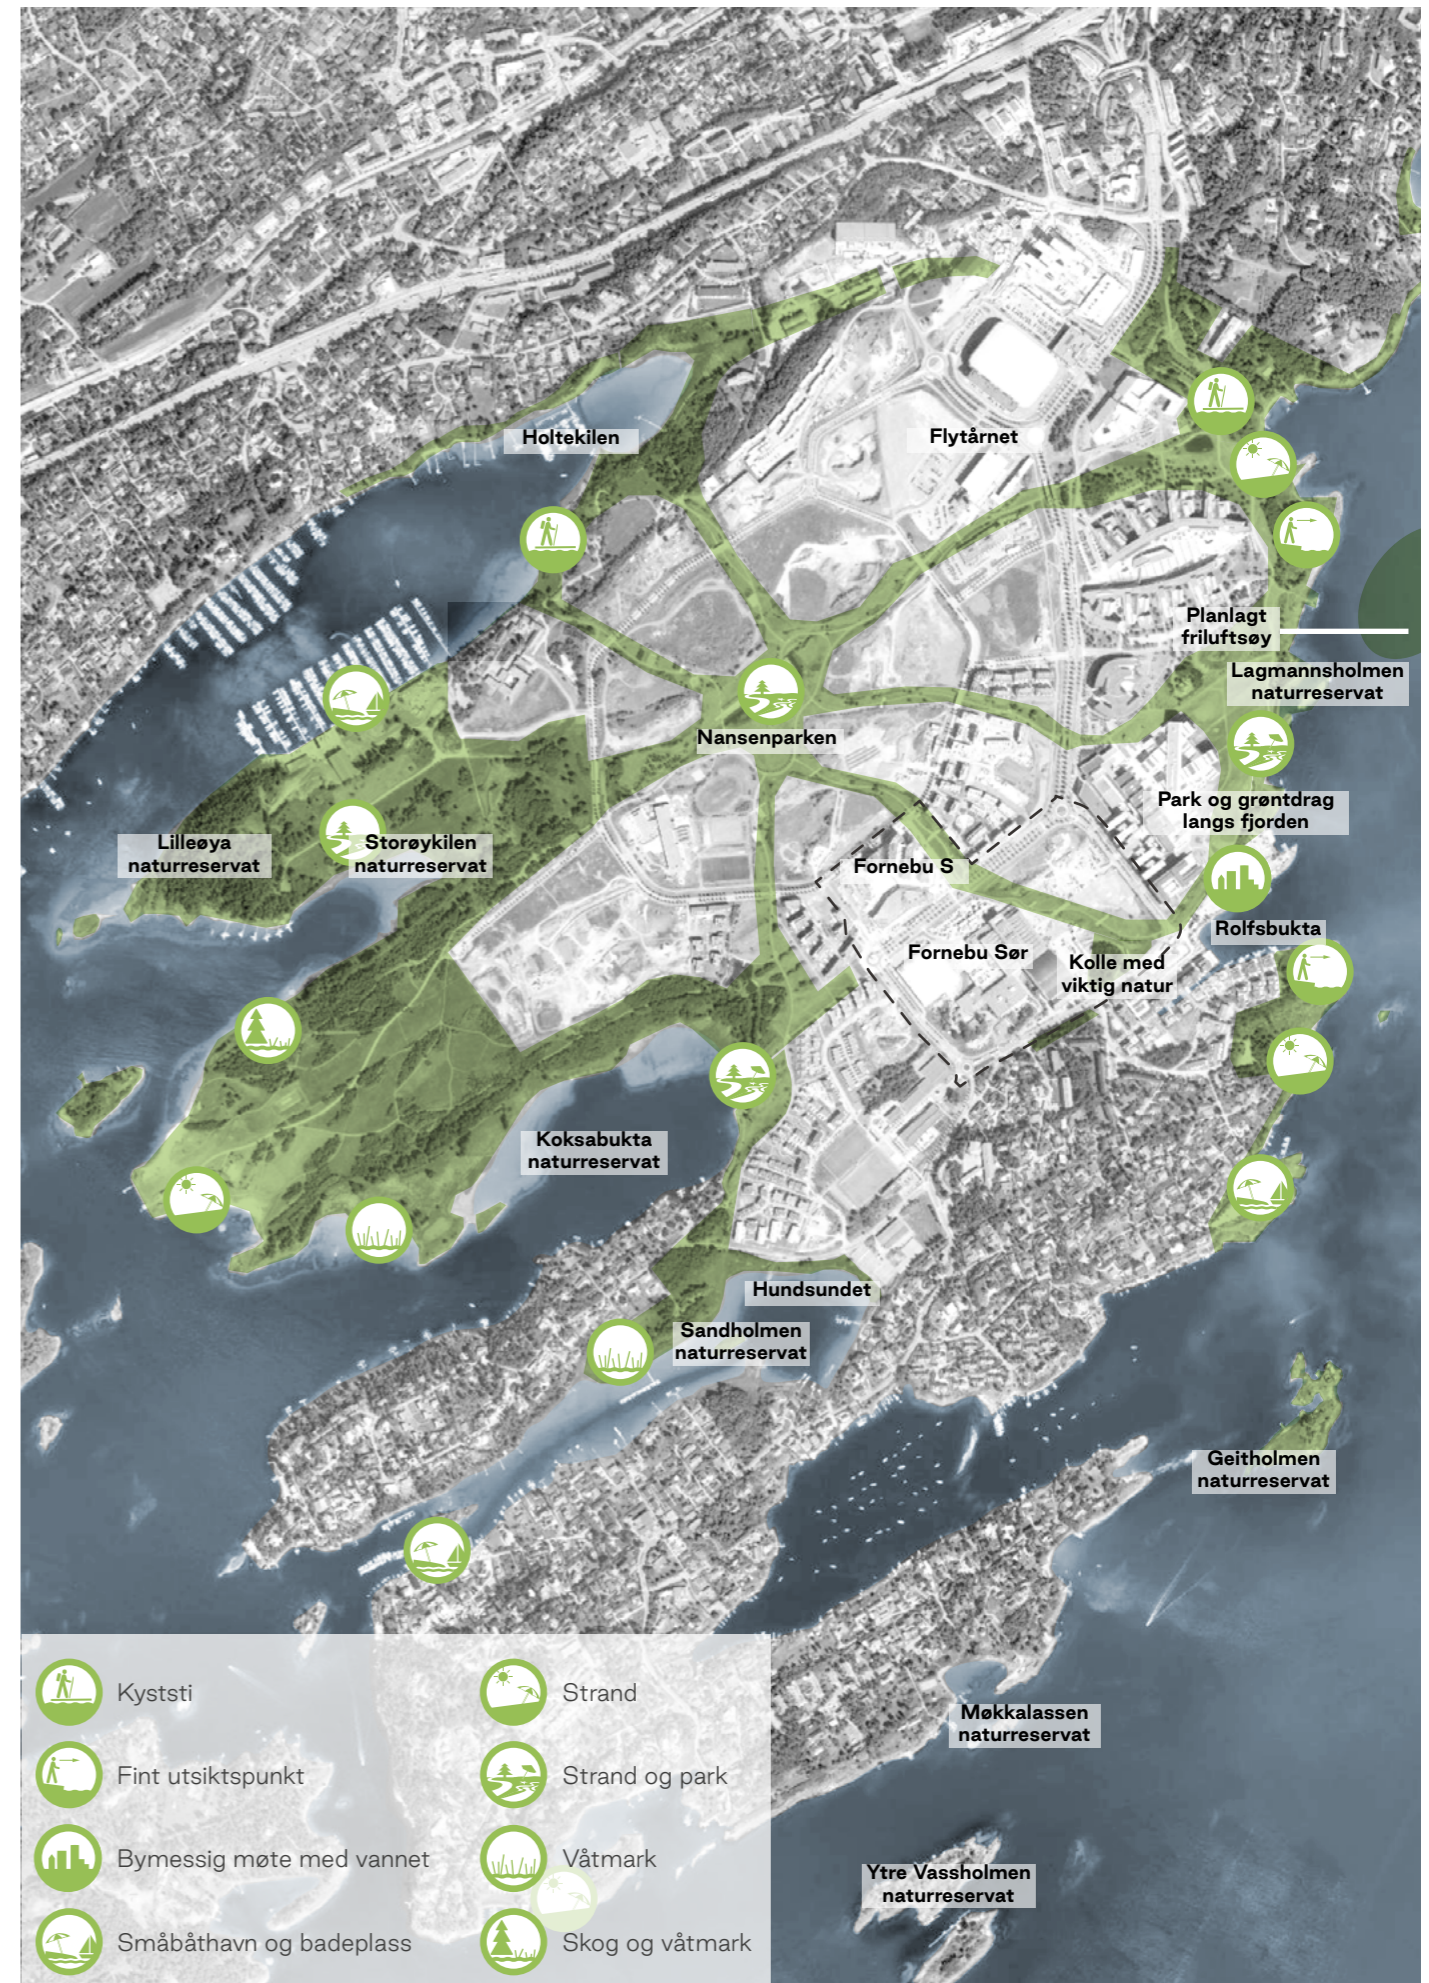 Holtekilen
Flytårnet
Planlagt
friluftsøy
Lagmannsholmen
naturreservat
Nansenparken
Park og grøntdrag
langs fjorden
Lilleøya
naturreservat
Storøykilen
naturreservat
Fornebu S
Rolfsbukta
Fornebu Sør
Kolle med
viktig natur
Koksabukta
naturreservat
Hundsundet
Sandholmen
naturreservat
Geitholmen
naturreservat
Møkkalassen
naturreservat
Ytre Vassholmen
naturreservat
Kyststi
Fint utsiktspunkt
Bymessig møte med vannet
Småbåthavn og badeplass
Strand
Strand og park
Våtmark
Skog og våtmark